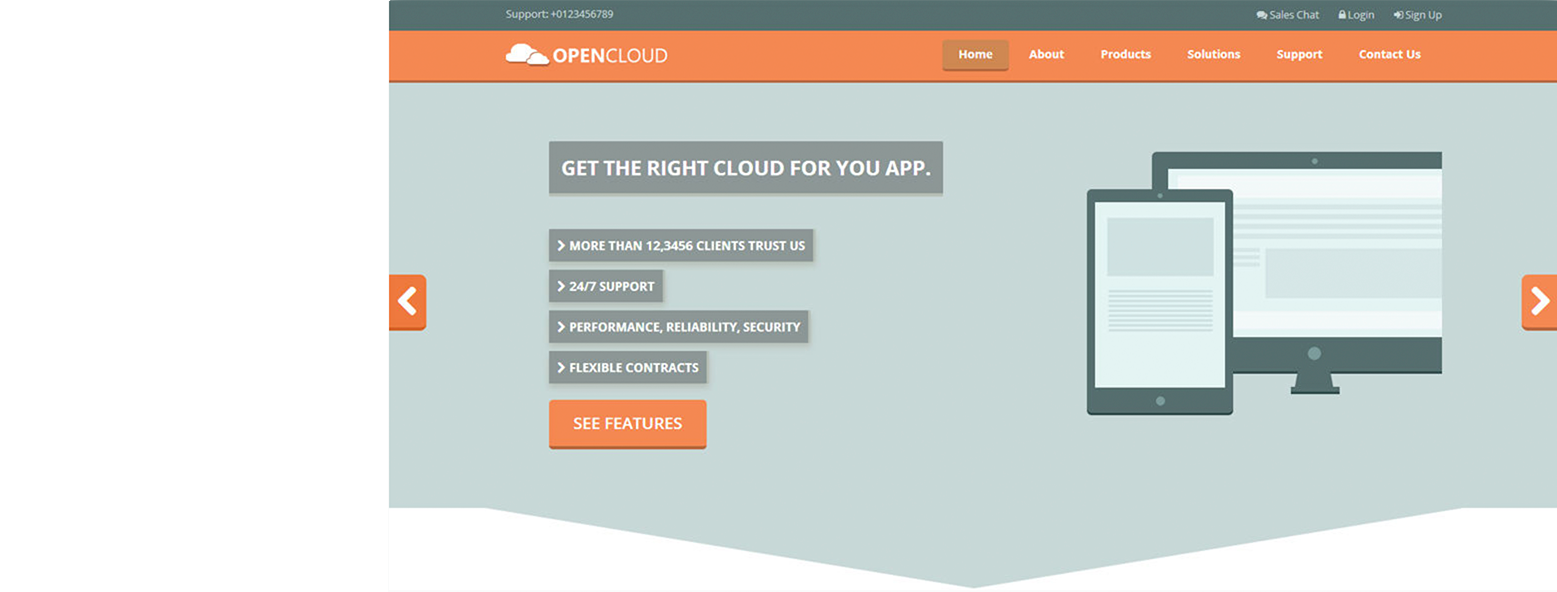 Support: +0123456789 Sales Chat Login Sign Up
OPENCLOUD Home About Products Solutions Support Contact Us
GET THE RIGHT CLOUD FOR YOU APP.
MORE THAN 12,3456 CLIENTS TRUST US
24/7 SUPPORT
PERFORMANCE, RELIABILITY, SECURITY
FLEXIBLE CONTRACTS
SEE FEATURES